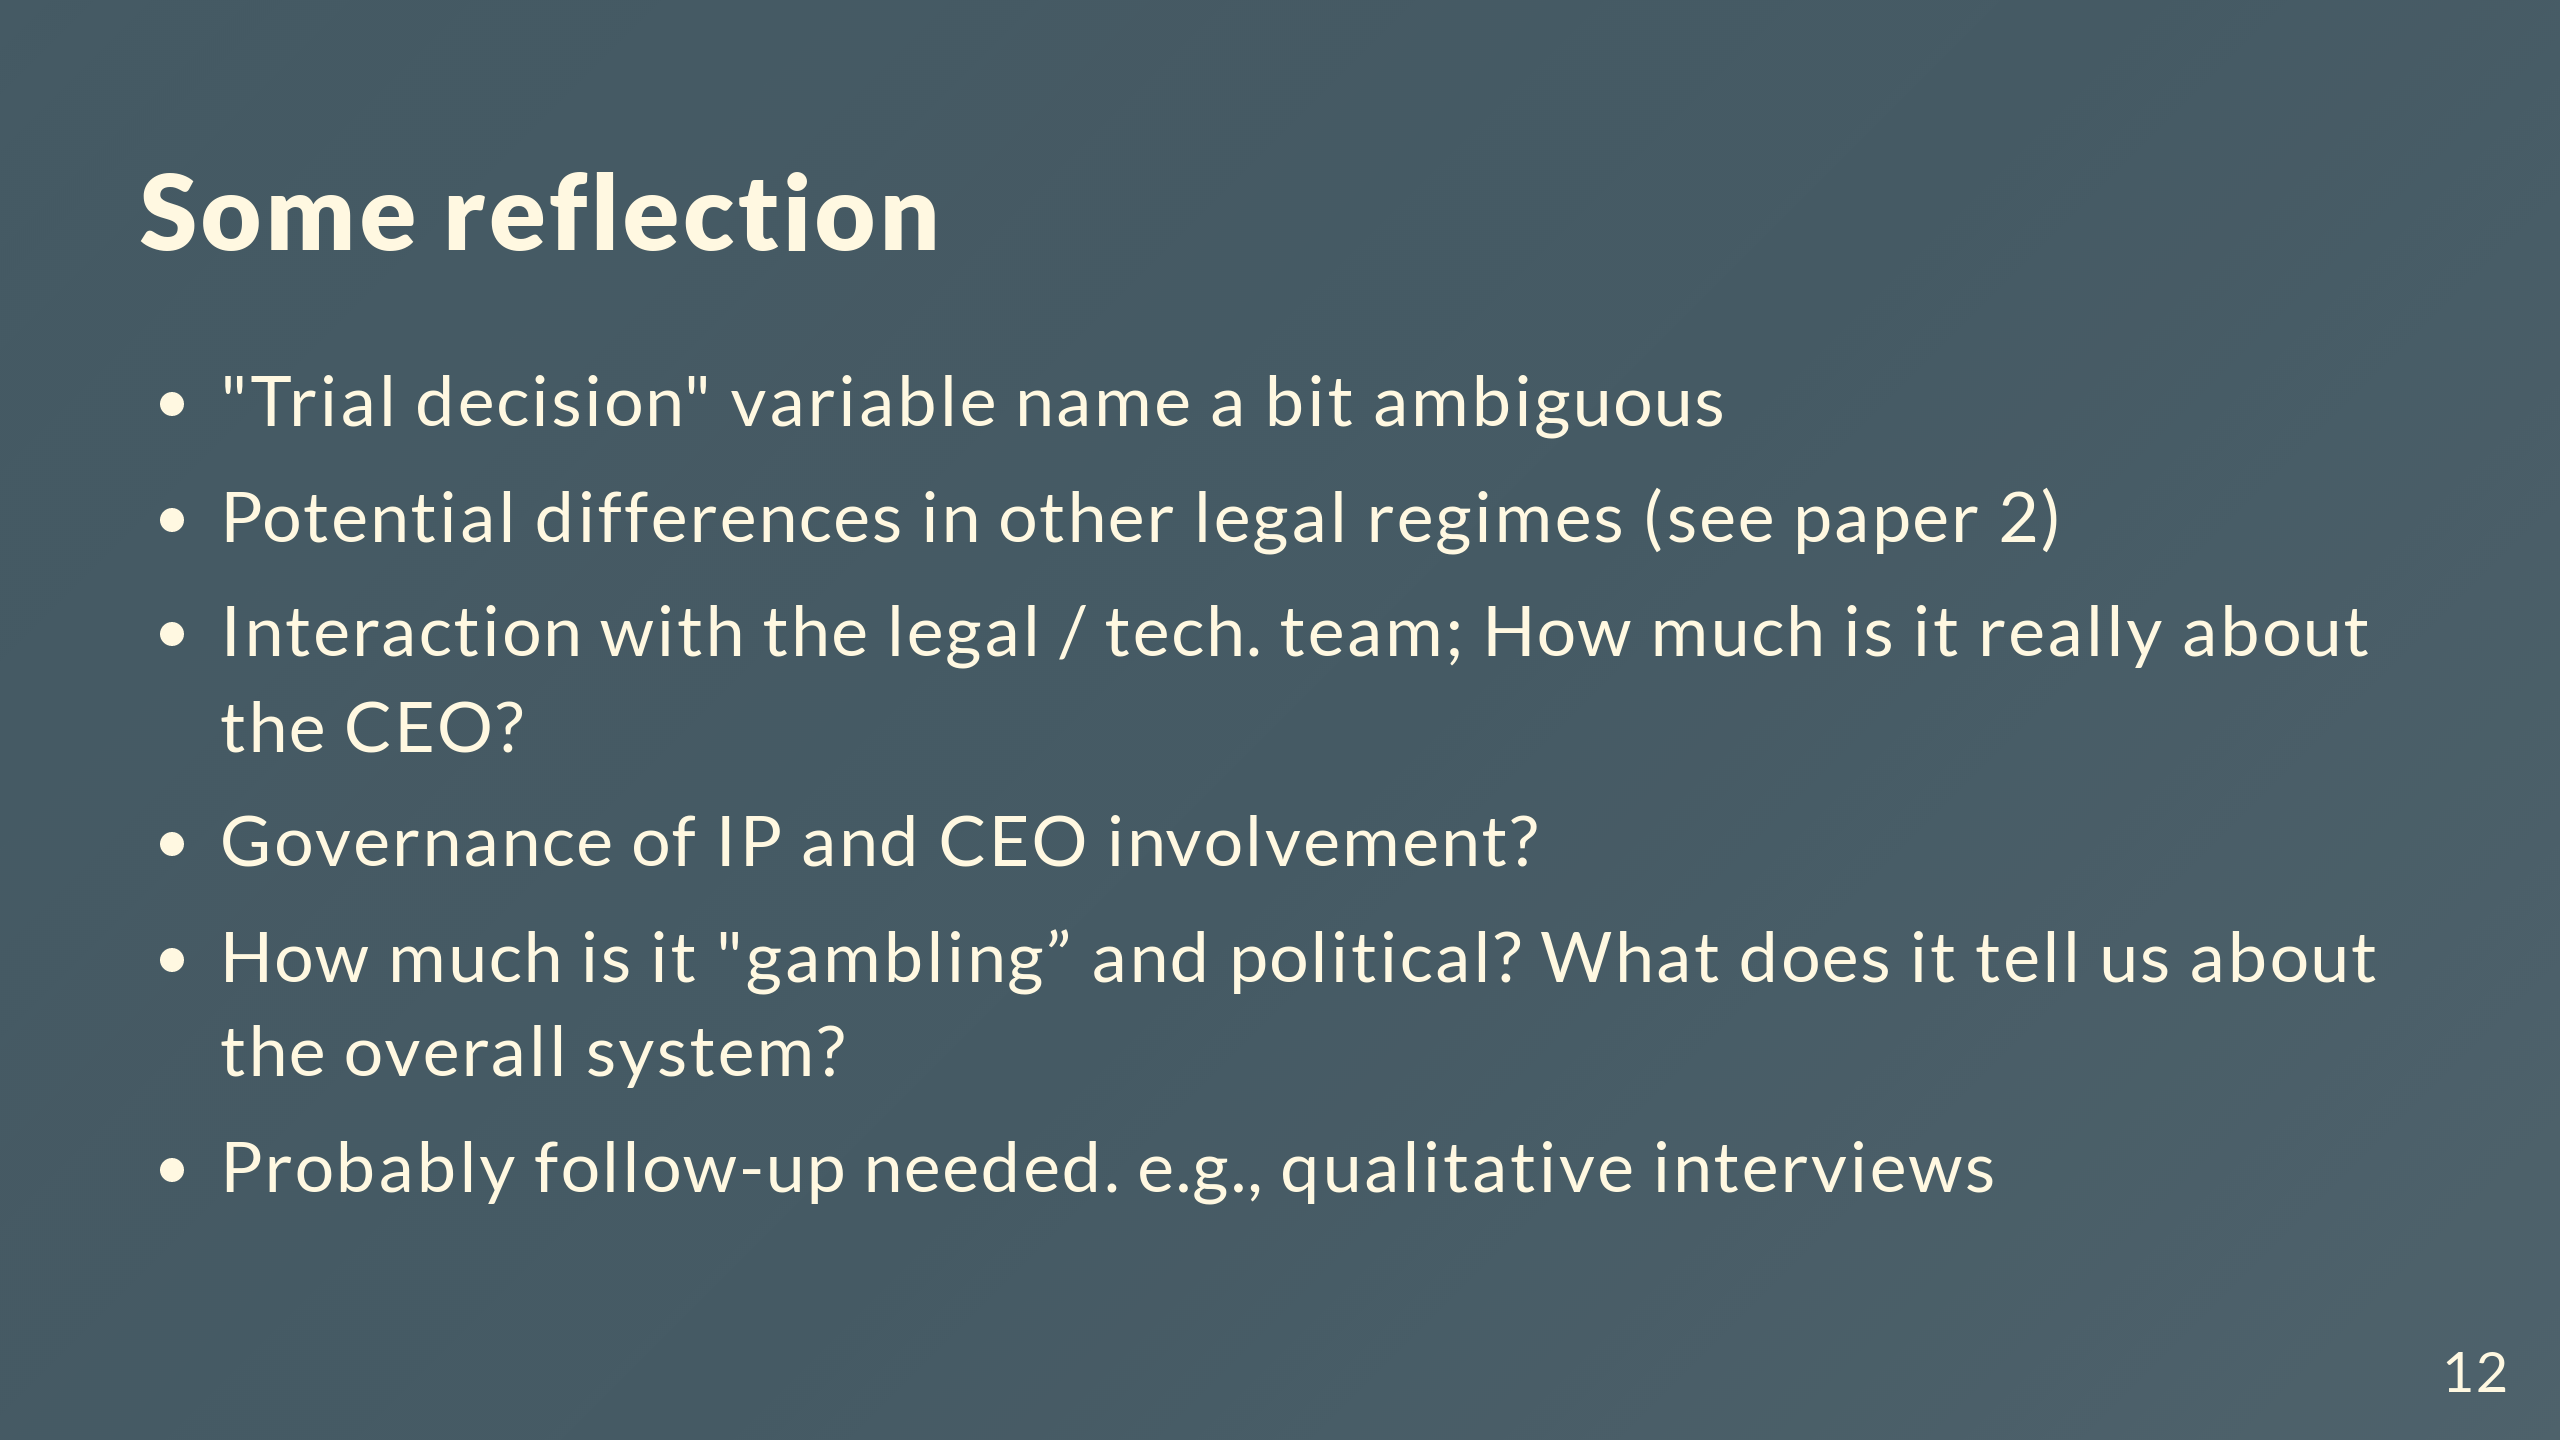 Some reflection
• "Trial decision" variable name a bit ambiguous
• Potential differences in other legal regimes (see paper 2)
• Interaction with the legal / tech. team; How much is it really about
the CEO?
• Governance of IP and CEO involvement?
• How much is it "gambling” and political? What does it tell us about
the overall system?
• Probably follow-up needed. e.g., qualitative interviews
12